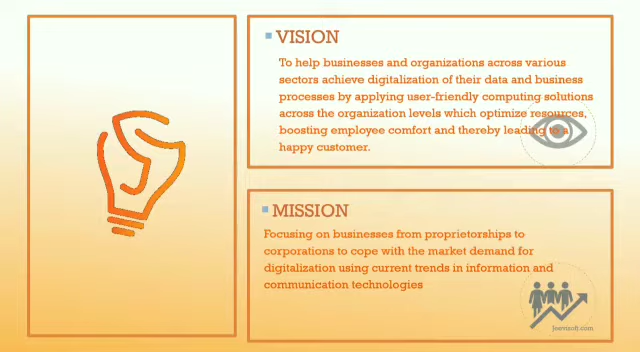 VISION
To help businesses and organizations across various
sectors achieve digitalization of their data and business
processes by applying user-friendly computing solutions
across the organization levels which optimize resources,
boosting employee comfort and thereby leading to a
happy customer.
MISSION
Focusing on businesses from proprietorships to
corporations to cope with the market demand for
digitalization using current trends in information and
communication technologies